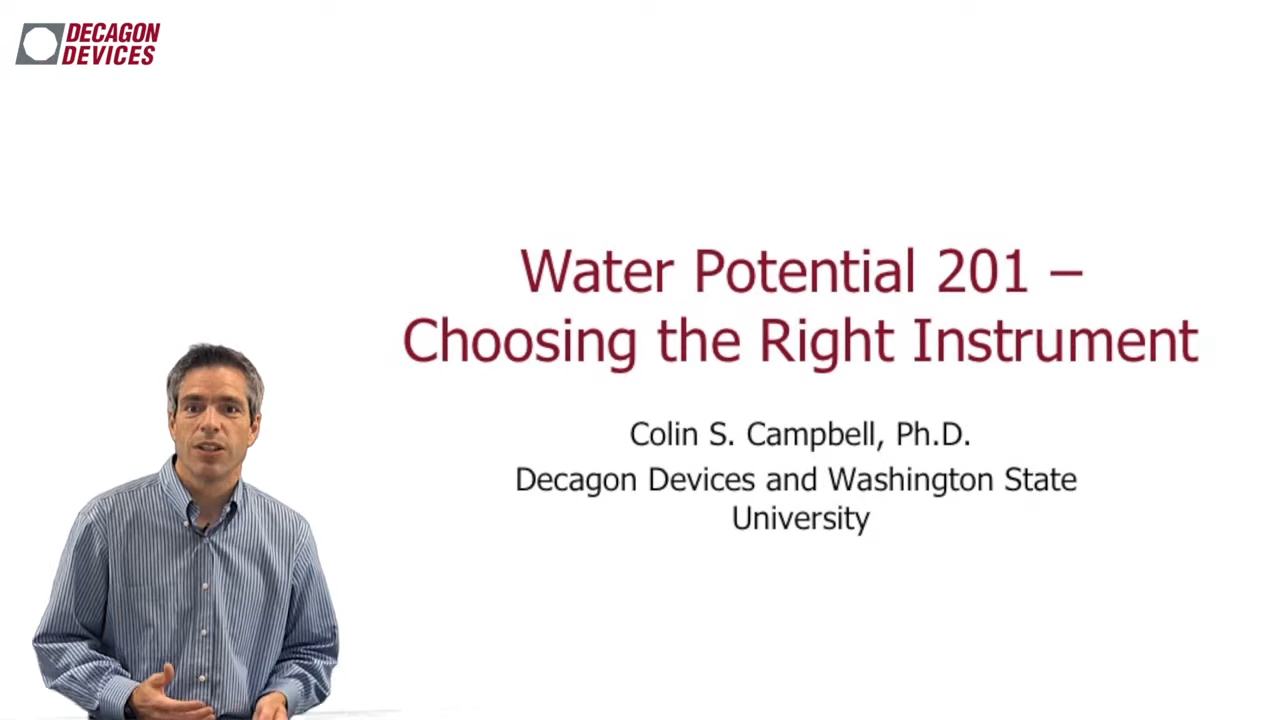 DECAGON
DEVICES
Water Potential 201 –
Choosing the Right Instrument
Colin S. Campbell, Ph.D.
Decagon Devices and Washington State
University